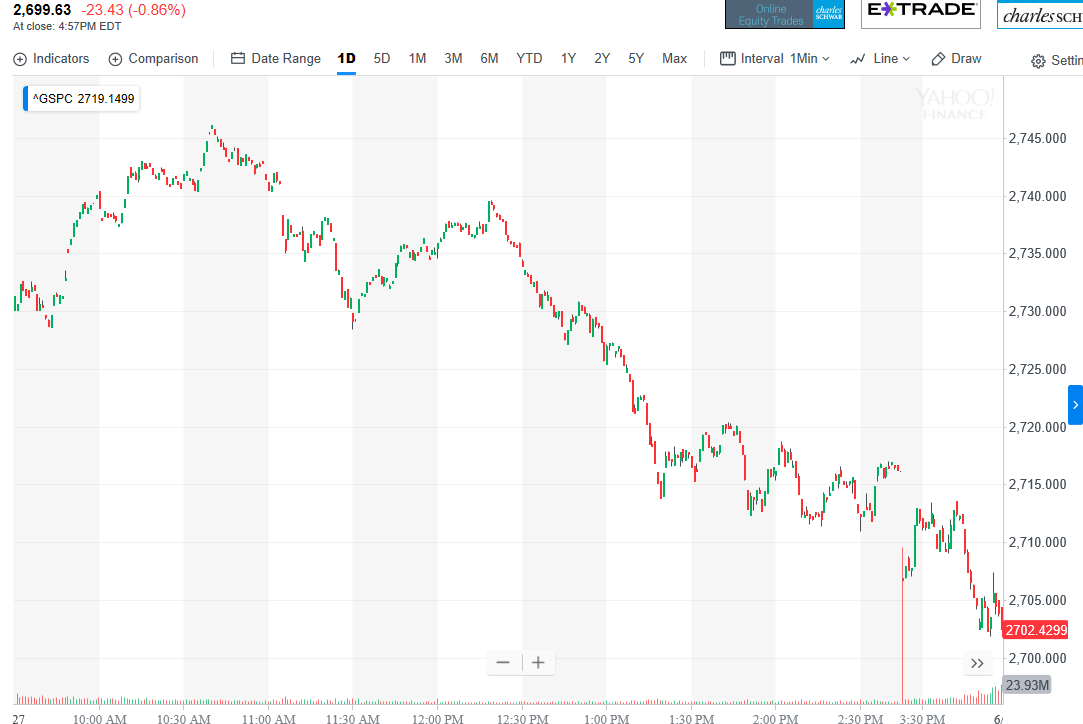 2,699.63 -23.43 (-0.86%)
At close: 4:57PM EDT
Online
Equity Trades
charles
SCHWAB
E*TRADE
charles SCH
Indicators Comparison Date Range 1D 5D 1M 3M 6M YTD 1Y 2Y 5Y Max Interval 1Min Line Draw Settin
^GSPC 2719.1499
YAHOO!
FINANCE
2,745.000
2,740.000
2,735.000
2,730.000
2,725.000
2,720.000
2,715.000
2,710.000
2,705.000
2702.4299
2,700.000
23.93M
27 10:00 AM 10:30 AM 11:00 AM 11:30 AM 12:00 PM 12:30 PM 1:00 PM 1:30 PM 2:00 PM 2:30 PM 3:30 PM 6/